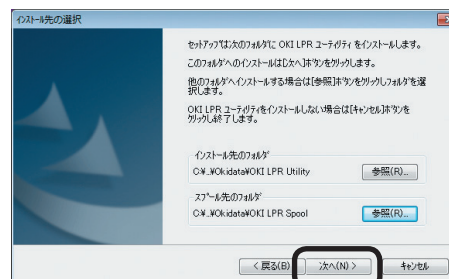 インストール先の選択
セットアップは次のフォルダに OKI LPR ユーティリティ をインストールします。
このフォルダへのインストールは[次へ]ボタンをクリックします。
他のフォルダへインストールする場合は[参照]ボタンをクリックしフォルダを選
択します。
OKI LPR ユーティリティをインストールしない場合は[キャンセル]ボタンを
クリックし終了します。
インストール先のフォルダ
C:¥..¥Okidata¥OKI LPR Utility
参照(R)...
スプール先のフォルダ
C:¥..¥Okidata¥OKI LPR Spool
参照(R)...
< 戻る(B) 次へ(N) > キャンセル